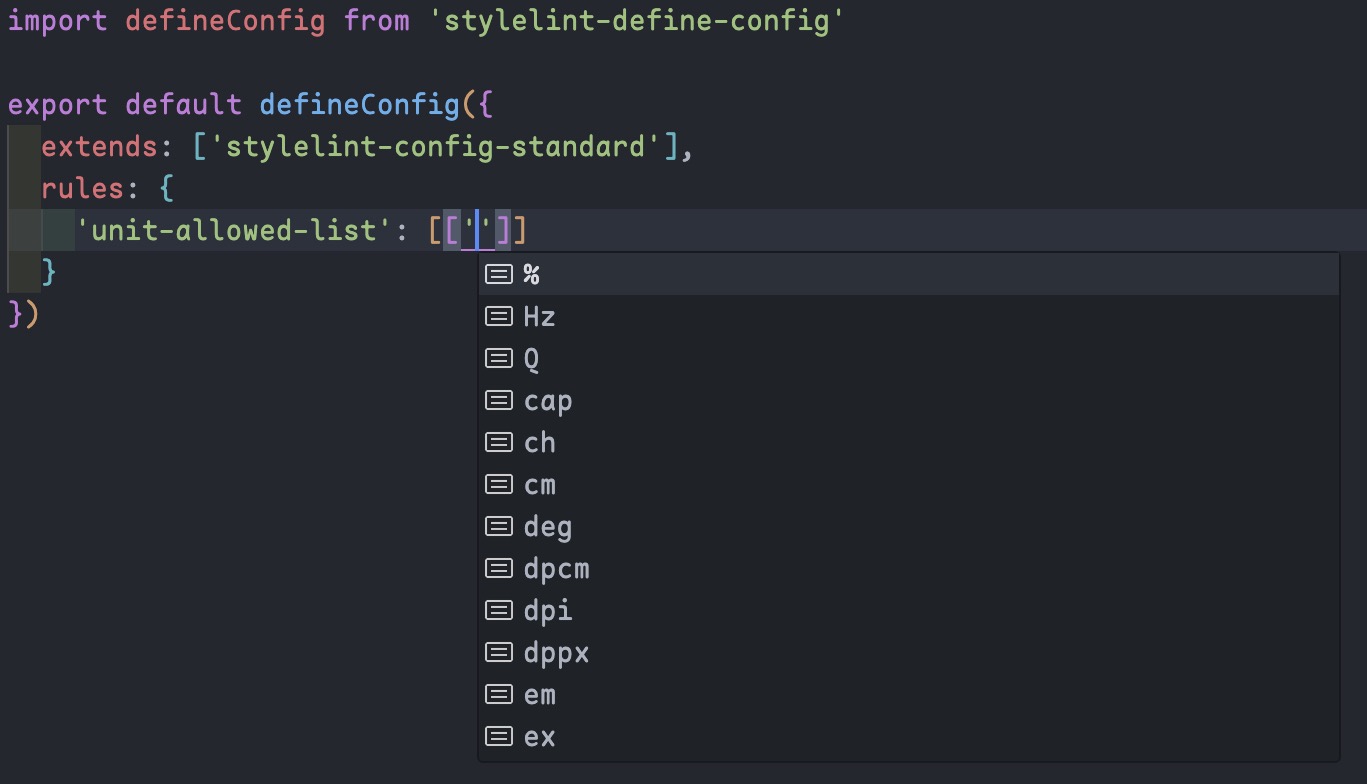 import defineConfig from 'stylelint-define-config'
export default defineConfig({
extends: ['stylelint-config-standard'],
rules: {
'unit-allowed-list': [['']]
}
})
%
Hz
Q
cap
ch
cm
deg
dpcm
dpi
dppx
em
ex